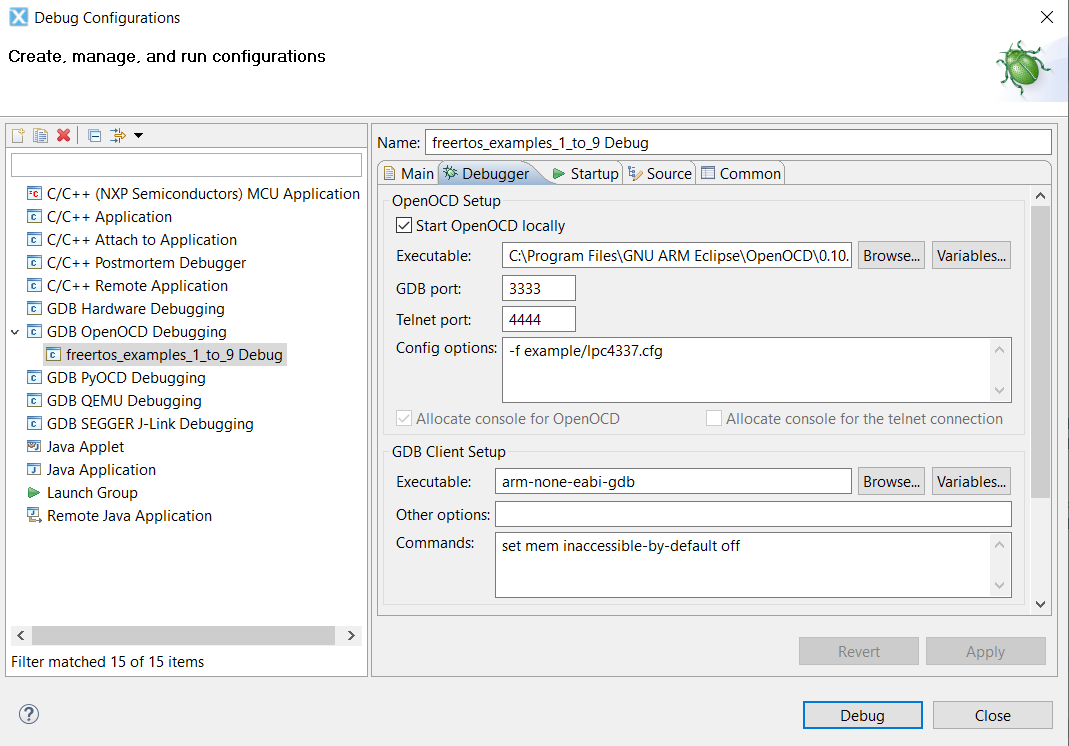 Debug Configurations
Create, manage, and run configurations
Name: freertos_examples_1_to_9 Debug
Main Debugger Startup Source Common
C/C++ (NXP Semiconductors) MCU Application
C/C++ Application
C/C++ Attach to Application
C/C++ Postmortem Debugger
C/C++ Remote Application
GDB Hardware Debugging
GDB OpenOCD Debugging
freertos_examples_1_to_9 Debug
GDB PyOCD Debugging
GDB QEMU Debugging
GDB SEGGER J-Link Debugging
Java Applet
Java Application
Launch Group
Remote Java Application
Filter matched 15 of 15 items
OpenOCD Setup
Start OpenOCD locally
Executable: C:\Program Files\GNU ARM Eclipse\OpenOCD\0.10. Browse... Variables...
GDB port: 3333
Telnet port: 4444
Config options: -f example/lpc4337.cfg
Allocate console for OpenOCD Allocate console for the telnet connection
GDB Client Setup
Executable: arm-none-eabi-gdb Browse... Variables...
Other options:
Commands: set mem inaccessible-by-default off
Revert Apply
? Debug Close